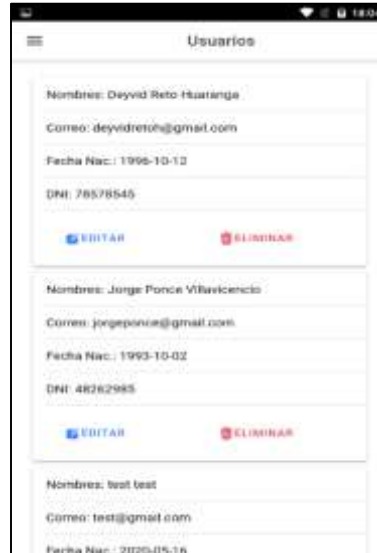 18:04
Usuarios
Nombres: Deyvid Reto Huaranga
Correo: deyvidretoh@gmail.com
Fecha Nac.: 1996-10-12
DNI: 76578545
EDITAR ELIMINAR
Nombres: Jorge Ponce Villavicencio
Correo: jorgeponce@gmail.com
Fecha Nac.: 1993-10-02
DNI: 48262985
EDITAR ELIMINAR
Nombres: test test
Correo: test@gmail.com
Fecha Nac.: 2020-05-16